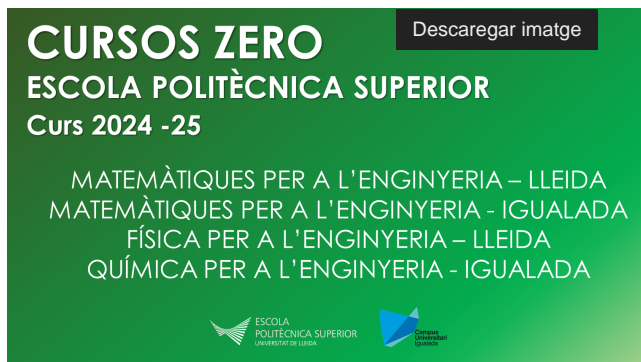 CURSOS ZERO
Descaregar imatge
ESCOLA POLITÈCNICA SUPERIOR
Curs 2024 -25
MATEMÀTIQUES PER A L’ENGINYERIA – LLEIDA
MATEMÀTIQUES PER A L’ENGINYERIA - IGUALADA
FÍSICA PER A L’ENGINYERIA – LLEIDA
QUÍMICA PER A L’ENGINYERIA - IGUALADA
ESCOLA
POLITÈCNICA SUPERIOR
UNIVERSITAT DE LLEIDA
Campus
Universitari
Igualada